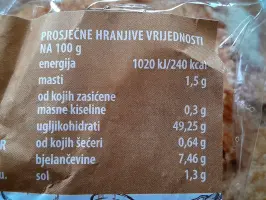 PROSJEČNE HRANJIVE VRIJEDNOSTI
NA 100 g
energija 1020 kJ/240 kcal
masti 1,5 g
od kojih zasićene
masne kiseline 0,3 g
ugljikohidrati 49,25 g
od kojih šećeri 0,64 g
bjelančevine 7,46 g
sol 1,3 g